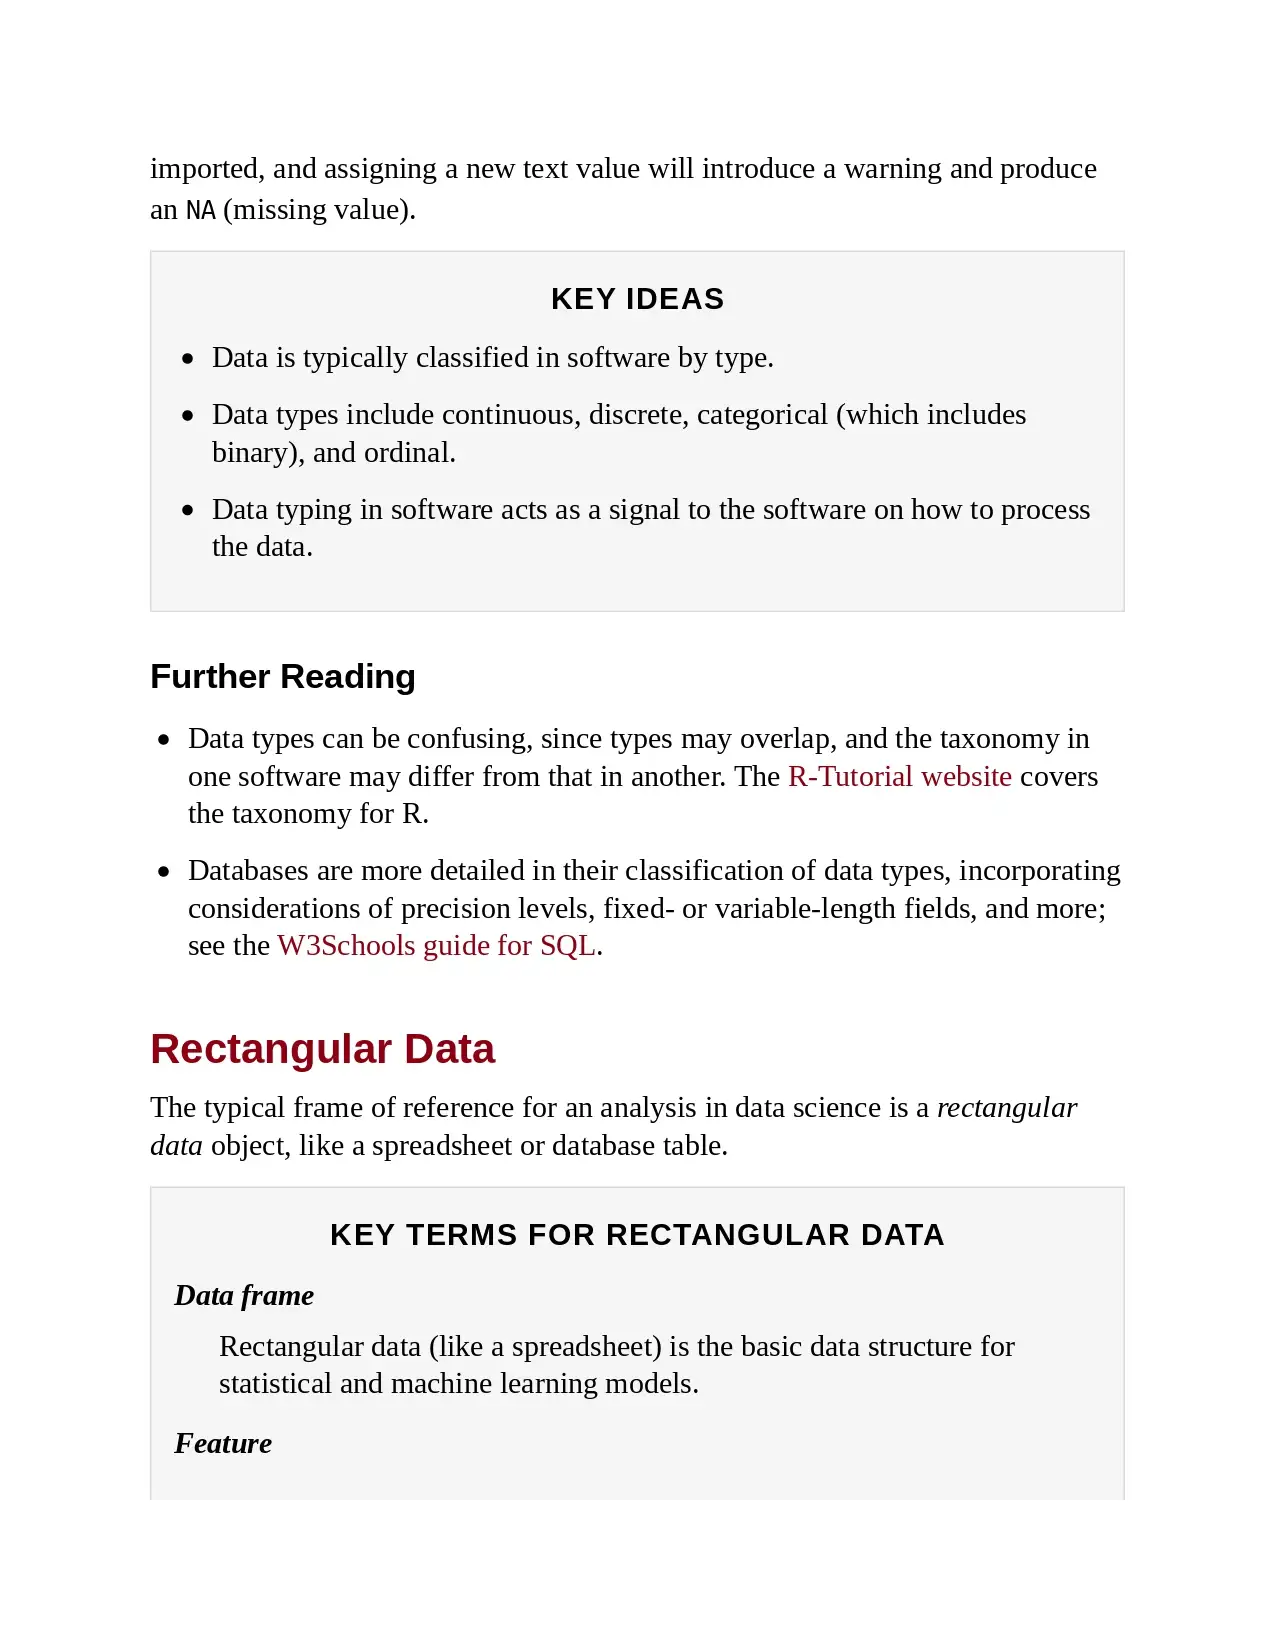 imported, and assigning a new text value will introduce a warning and produce
an NA (missing value).
KEY IDEAS
• Data is typically classified in software by type.
• Data types include continuous, discrete, categorical (which includes
binary), and ordinal.
• Data typing in software acts as a signal to the software on how to process
the data.
Further Reading
• Data types can be confusing, since types may overlap, and the taxonomy in
one software may differ from that in another. The R-Tutorial website covers
the taxonomy for R.
• Databases are more detailed in their classification of data types, incorporating
considerations of precision levels, fixed- or variable-length fields, and more;
see the W3Schools guide for SQL.
Rectangular Data
The typical frame of reference for an analysis in data science is a rectangular
data object, like a spreadsheet or database table.
KEY TERMS FOR RECTANGULAR DATA
Data frame
Rectangular data (like a spreadsheet) is the basic data structure for
statistical and machine learning models.
Feature